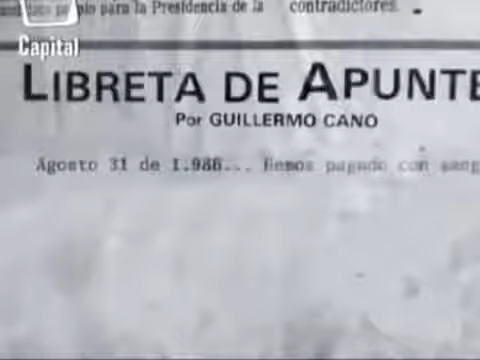 para la Presidencia de la
contradictores.
Capital
LIBRETA DE APUNTE
Por GUILLERMO CANO
Agosto 31 de 1.986... Hemos pagado con sang